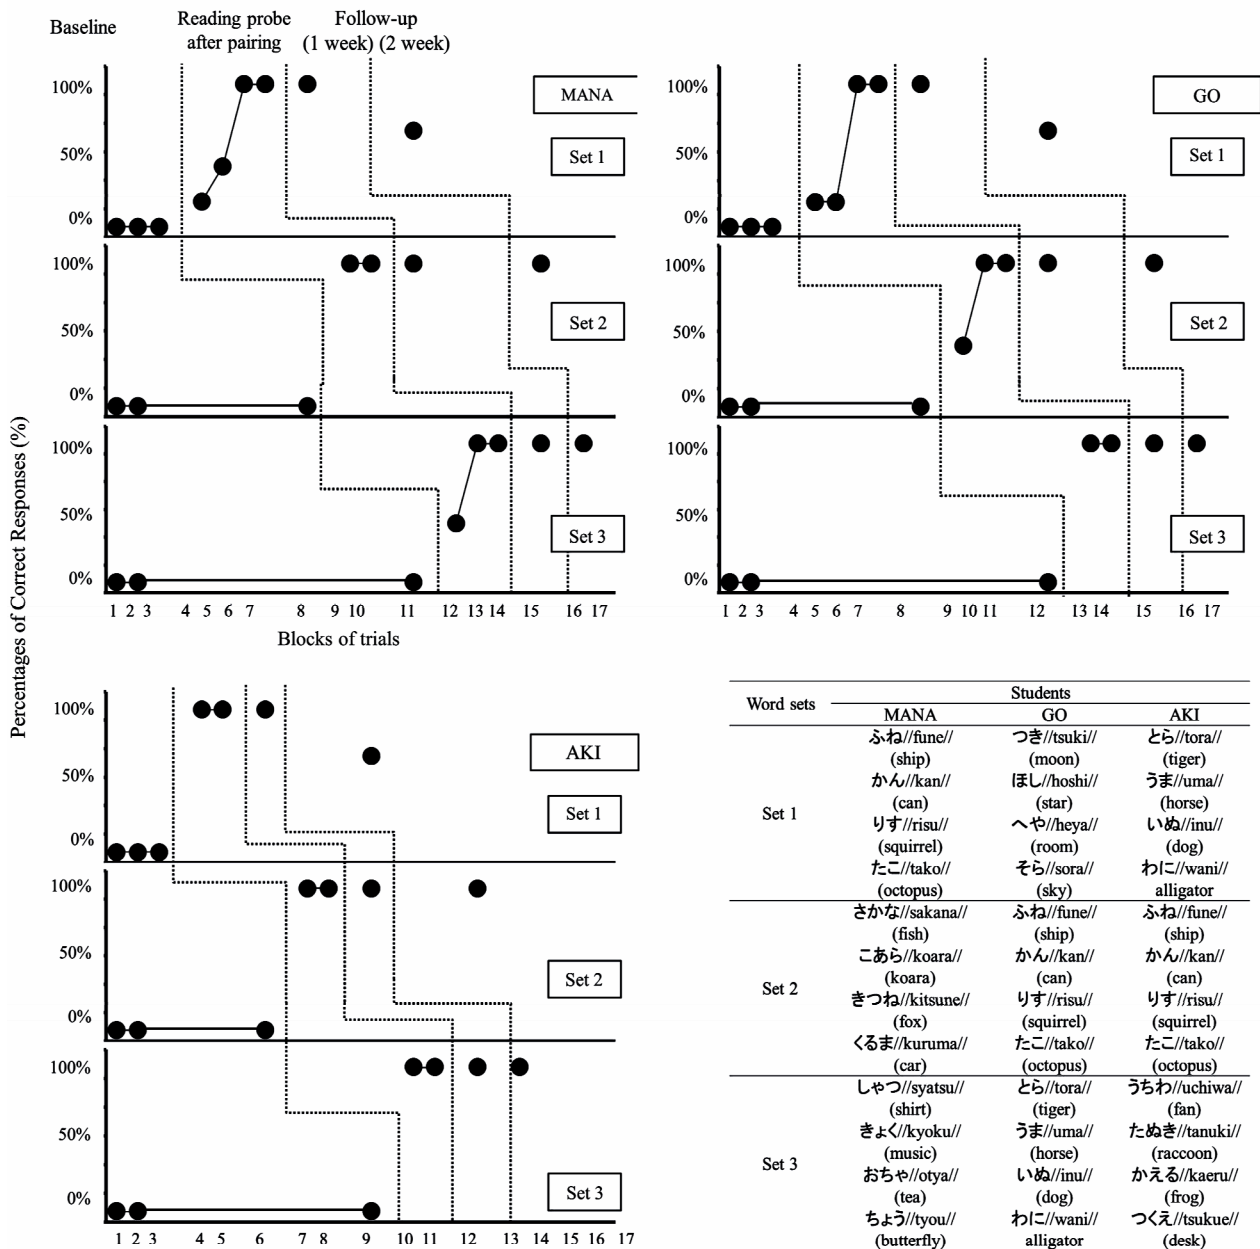 Baseline
Reading probe
after pairing
Follow-up
(1 week) (2 week)
Percentages of Correct Responses (%)
100%
50%
0%
MANA
Set 1
100%
50%
0%
Set 2
100%
50%
0%
Set 3
1 2 3 4 5 6 7 8 9 10 11 12 13 14 15 16 17
Blocks of trials
100%
50%
0%
GO
Set 1
100%
50%
0%
Set 2
100%
50%
0%
Set 3
1 2 3 4 5 6 7 8 9 10 11 12 13 14 15 16 17
100%
50%
0%
AKI
Set 1
100%
50%
0%
Set 2
100%
50%
0%
Set 3
1 2 3 4 5 6 7 8 9 10 11 12 13 14 15 16 17
Word sets
Students
MANA GO AKI
Set 1
ふね//fune// つき//tsuki// とら//tora//
(ship) (moon) (tiger)
かん//kan// ほし//hoshi// うま//uma//
(can) (star) (horse)
りす//risu// へや//heya// いぬ//inu//
(squirrel) (room) (dog)
たこ//tako// そら//sora// わに//wani//
(octopus) (sky) alligator
Set 2
さかな//sakana// ふね//fune// ふね//fune//
(fish) (ship) (ship)
こあら//koara// かん//kan// かん//kan//
(koara) (can) (can)
きつね//kitsune// りす//risu// りす//risu//
(fox) (squirrel) (squirrel)
くるま//kuruma// たこ//tako// たこ//tako//
(car) (octopus) (octopus)
Set 3
しゃつ//syatsu// とら//tora// うちわ//uchiwa//
(shirt) (tiger) (fan)
きょく//kyoku// うま//uma// たぬき//tanuki//
(music) (horse) (raccoon)
おちゃ//otya// いぬ//inu// かえる//kaeru//
(tea) (dog) (frog)
ちょう//tyou// わに//wani// つくえ//tsukue//
(butterfly) alligator (desk)